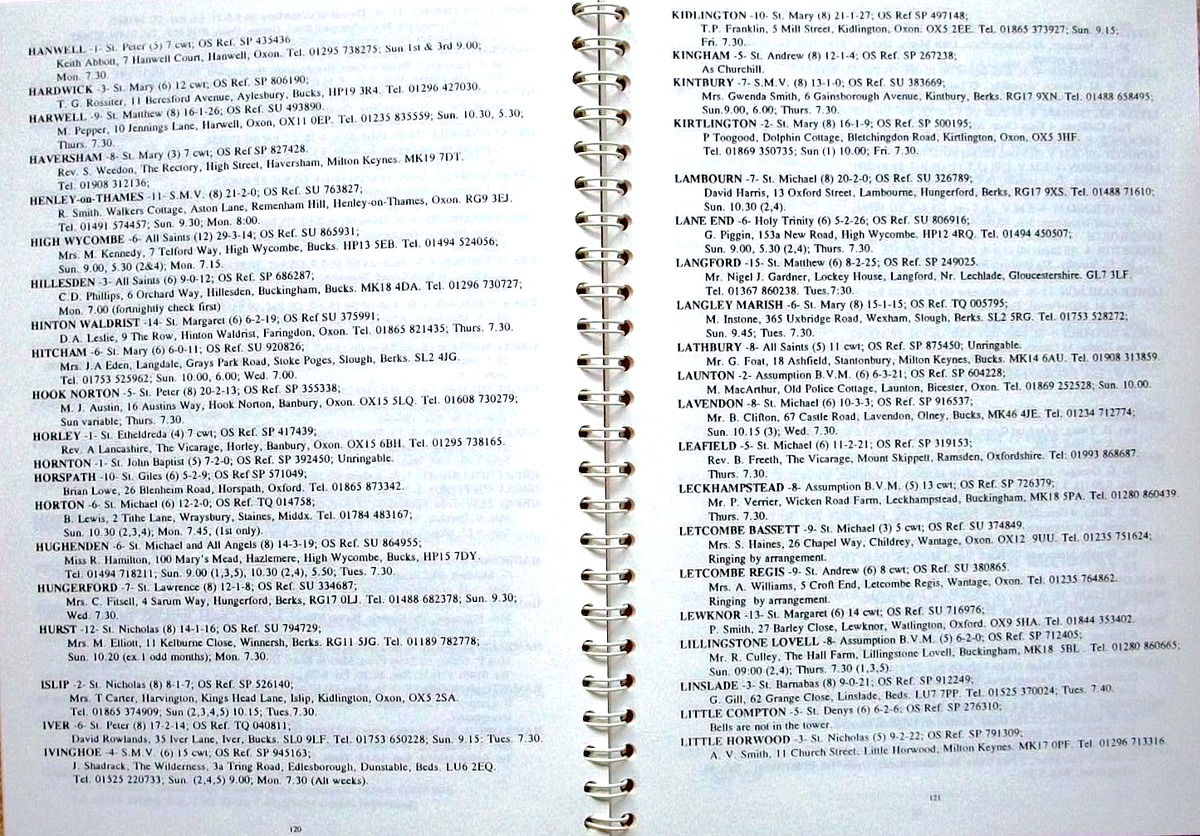 HANWELL -1- St. Peter (5) 7 cwt; OS Ref. SP 435436
Keith Abbott, 7 Hanwell Court, Hanwell, Oxon. Tel. 01295 738275; Sun 1st & 3rd 9.00;
Mon. 7.30.
HARDWICK -3- St. Mary (6) 12 cwt; OS Ref. SP 806190;
T. G. Rossiter, 11 Beresford Avenue, Aylesbury, Bucks, HP19 3R4. Tel. 01296 427030.
HARWELL -9- St. Matthew (8) 16-1-26; OS Ref. SU 493890.
M. Pepper, 10 Jennings Lane, Harwell, Oxon, OX11 0EP. Tel. 01235 835559; Sun. 10.30, 5.30;
Thurs. 7.30.
HAVERSHAM -8- St. Mary (3) 7 cwt; OS Ref. SP 827428.
Rev. S. Weedon, The Rectory, High Street, Haversham, Milton Keynes. MK19 7DT.
Tel. 01908 312136;
HENLEY-on-THAMES -11- S.M.V. (8) 21-2-0; OS Ref. SU 763827;
R. Smith. Walkers Cottage, Aston Lane, Remenham Hill, Henley-on-Thames, Oxon. RG9 3EJ.
Tel. 01491 574457; Sun. 9.30; Mon. 8:00.
HIGH WYCOMBE -6- All Saints (12) 29-3-14; OS Ref. SU 865931;
Mrs. M. Kennedy, 7 Telford Way, High Wycombe, Bucks. HP13 5EB. Tel. 01494 524056;
Sun. 9.00, 5.30 (2&4); Mon. 7.15.
HILLESDEN -3- All Saints (6) 9-0-12; OS Ref. SP 686287;
C.D. Phillips, 6 Orchard Way, Hillesden, Buckingham, Bucks. MK18 4DA. Tel. 01296 730727;
Mon. 7.00 (fortnightly check first)
HINTON WALDRIST -14- St. Margaret (6) 6-2-19; OS Ref SU 375991;
D.A. Leslie, 9 The Row, Hinton Waldrist, Faringdon, Oxon. Tel. 01865 821435; Thurs. 7.30.
HITCHAM -6- St. Mary (6) 6-0-11; OS Ref. SU 920826;
Mrs. J.A Eden, Langdale, Grays Park Road, Stoke Poges, Slough, Berks. SL2 4JG.
Tel. 01753 525962; Sun. 10.00, 6.00; Wed. 7.00.
HOOK NORTON -5- St. Peter (8) 20-2-13; OS Ref. SP 355338;
M. J. Austin, 16 Austins Way, Hook Norton, Banbury, Oxon. OX15 5LQ. Tel. 01608 730279;
Sun variable; Thurs. 7.30.
HORLEY -1- St. Etheldreda (4) 7 cwt; OS Ref. SP 417439;
Rev. A Lancashire, The Vicarage, Horley, Banbury, Oxon. OX15 6BH. Tel. 01295 738165.
HORNTON -1- St. John Baptist (5) 7-2-0; OS Ref. SP 392450; Unringable.
HORSPATH -10- St. Giles (6) 5-2-9; OS Ref SP 571049;
Brian Lowe, 26 Blenheim Road, Horspath, Oxford. Tel. 01865 873342.
HORTON -6- St. Michael (6) 12-2-0; OS Ref. TQ 014758;
B. Lewis, 2 Tithe Lane, Wraysbury, Staines, Middx. Tel. 01784 483167;
Sun. 10.30 (2,3,4); Mon. 7.45, (1st only).
HUGHENDEN -6- St. Michael and All Angels (8) 14-3-19; OS Ref. SU 864955;
Miss R. Hamilton, 100 Mary's Mead, Hazlemere, High Wycombe, Bucks, HP15 7DY.
Tel. 01494 718211; Sun. 9.00 (1,3,5), 10.30 (2,4), 5.50; Tues. 7.30.
HUNGERFORD -7- St. Lawrence (8) 12-1-8; OS Ref. SU 334687;
Mrs. C. Fitsell, 4 Sarum Way, Hungerford, Berks, RG17 0LJ. Tel. 01488 682378; Sun. 9.30;
Wed. 7.30.
HURST -12- St. Nicholas (8) 14-1-16; OS Ref. SU 794729;
Mrs. M. Elliott, 11 Kelburne Close, Winnersh, Berks. RG11 5JG. Tel. 01189 782778;
Sun. 10.20 (ex.1 odd months); Mon. 7.30.
ISLIP -2- St. Nicholas (8) 8-1-7; OS Ref. SP 526140;
Mrs. T Carter, Harvington, Kings Head Lane, Islip, Kidlington, Oxon, OX5 2SA.
Tel. 01865 374909; Sun (2,3,4,5) 10.15; Tues.7.30.
IVER -6- St. Peter (8) 17-2-14; OS Ref. TQ 040811;
David Rowlands, 35 Iver Lane, Iver, Bucks. SL0 9LF. Tel. 01753 650228; Sun. 9.15; Tues. 7.30.
IVINGHOE -4- S.M.V. (6) 15 cwt; OS Ref. SP 945163;
J. Shadrack, The Wilderness, 3a Tring Road, Edlesborough, Dunstable, Beds. LU6 2EQ.
Tel. 01525 220733; Sun. (2,4,5) 9.00; Mon. 7.30 (Alt weeks).
120
KIDLINGTON -10- St. Mary (8) 21-1-27; OS Ref SP 497148;
T.P. Franklin, 5 Mill Street, Kidlington, Oxon. OX5 2EE. Tel. 01865 373927; Sun. 9.15;
Fri. 7.30.
KINGHAM -5- St. Andrew (8) 12-1-4; OS Ref. SP 267238;
As Churchill.
KINTBURY -7- S.M.V. (8) 13-1-0; OS Ref. SU 383669;
Mrs. Gwenda Smith, 6 Gainsborough Avenue, Kintbury, Berks. RG17 9XN. Tel. 01488 658495;
Sun.9.00, 6.00; Thurs. 7.30.
KIRTLINGTON -2- St. Mary (8) 16-1-9; OS Ref. SP 500195;
P Toogood, Dolphin Cottage, Bletchingdon Road, Kirtlington, Oxon, OX5 3HF.
Tel. 01869 350735; Sun (1) 10.00; Fri. 7.30.
LAMBOURN -7- St. Michael (8) 20-2-0; OS Ref. SU 326789;
David Harris, 13 Oxford Street, Lambourne, Hungerford, Berks, RG17 9XS. Tel. 01488 71610;
Sun. 10.30 (2,4).
LANE END -6- Holy Trinity (6) 5-2-26; OS Ref. SU 806916;
G. Piggin, 153a New Road, High Wycombe. HP12 4RQ. Tel. 01494 450507;
Sun. 9.00, 5.30 (2,4); Thurs. 7.30.
LANGFORD -15- St. Matthew (6) 8-2-25; OS Ref. SP 249025.
Mr. Nigel J. Gardner, Lockey House, Langford, Nr. Lechlade, Gloucestershire. GL7 3LF.
Tel. 01367 860238. Tues.7:30.
LANGLEY MARISH -6- St. Mary (8) 15-1-15; OS Ref. TQ 005795;
M. Instone, 365 Uxbridge Road, Wexham, Slough, Berks. SL2 5RG. Tel. 01753 528272;
Sun. 9.45; Tues. 7.30.
LATHBURY -8- All Saints (5) 11 cwt; OS Ref. SP 875450; Unringable.
Mr. G. Foat, 18 Ashfield, Stantonbury, Milton Keynes, Bucks. MK14 6AU. Tel. 01908 313859.
LAUNTON -2- Assumption B.V.M. (6) 6-3-21; OS Ref. SP 604228;
M. MacArthur, Old Police Cottage, Launton, Bicester, Oxon. Tel. 01869 252528; Sun. 10.00.
LAVENDON -8- St. Michael (6) 10-3-3; OS Ref. SP 916537;
Mr. B. Clifton, 67 Castle Road, Lavendon, Olney, Bucks, MK46 4JE. Tel. 01234 712774;
Sun. 10.15 (3); Wed. 7.30.
LEAFIELD -5- St. Michael (6) 11-2-21; OS Ref. SP 319153;
Rev. B. Freeth, The Vicarage, Mount Skippett, Ramsden, Oxfordshire. Tel: 01993 868687.
Thurs. 7.30.
LECKHAMPSTEAD -8- Assumption B.V.M. (5) 13 cwt; OS Ref. SP 726379;
Mr. P. Verrier, Wicken Road Farm, Leckhampstead, Buckingham, MK18 5PA. Tel. 01280 860439.
Thurs. 7.30.
LETCOMBE BASSETT -9- St. Michael (3) 5 cwt; OS Ref. SU 374849.
Mrs. S. Haines, 26 Chapel Way, Childrey, Wantage, Oxon. OX12 9UU. Tel. 01235 751624;
Ringing by arrangement.
LETCOMBE REGIS -9- St. Andrew (6) 8 cwt; OS Ref. SU 380865.
Mrs. A. Williams, 5 Croft End, Letcombe Regis, Wantage, Oxon. Tel. 01235 764862.
Ringing by arrangement.
LEWKNOR -13- St. Margaret (6) 14 cwt; OS Ref. SU 716976;
P. Smith, 27 Barley Close, Lewknor, Watlington, Oxford. OX9 5HA. Tel. 01844 353402.
LILLINGSTONE LOVELL -8- Assumption B.V.M. (5) 6-2-0; OS Ref. SP 712405;
Mr. R. Culley, The Hall Farm, Lillingstone Lovell, Buckingham, MK18 5BL . Tel. 01280 860665;
Sun. 09:00 (2,4); Thurs. 7.30 (1,3,5).
LINSLADE -3- St. Barnabas (8) 9-0-21; OS Ref. SP 912249;
G. Gill, 62 Grange Close, Linslade, Beds. LU7 7PP. Tel. 01525 370024; Tues. 7.40.
LITTLE COMPTON -5- St. Denys (6) 6-2-6; OS Ref. SP 276310;
Bells are not in the tower.
LITTLE HORWOOD -3- St. Nicholas (5) 9-2-22; OS Ref. SP 791309;
A. V. Smith, 11 Church Street, Little Horwood, Milton Keynes. MK17 0PF. Tel. 01296 713316.
121